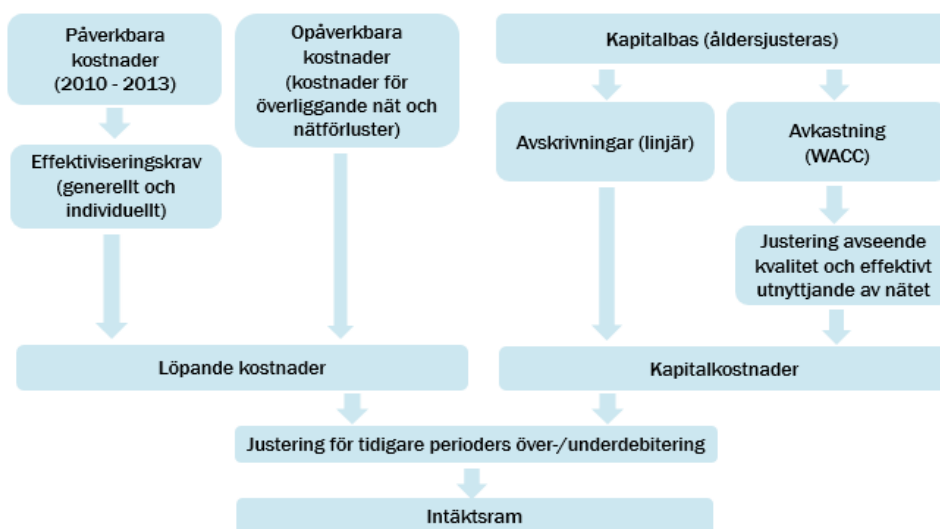 Påverkbara
kostnader
(2010 - 2013)
Opåverkbara
kostnader
(kostnader för
överliggande nät och
nätförluster)
Kapitalbas (åldersjusteras)
Effektiviseringskrav
(generellt och
individuellt)
Avskrivningar (linjär)
Avkastning
(WACC)
Justering avseende
kvalitet och effektivt
utnyttjande av nätet
Löpande kostnader
Kapitalkostnader
Justering för tidigare perioders över-/underdebitering
Intäktsram